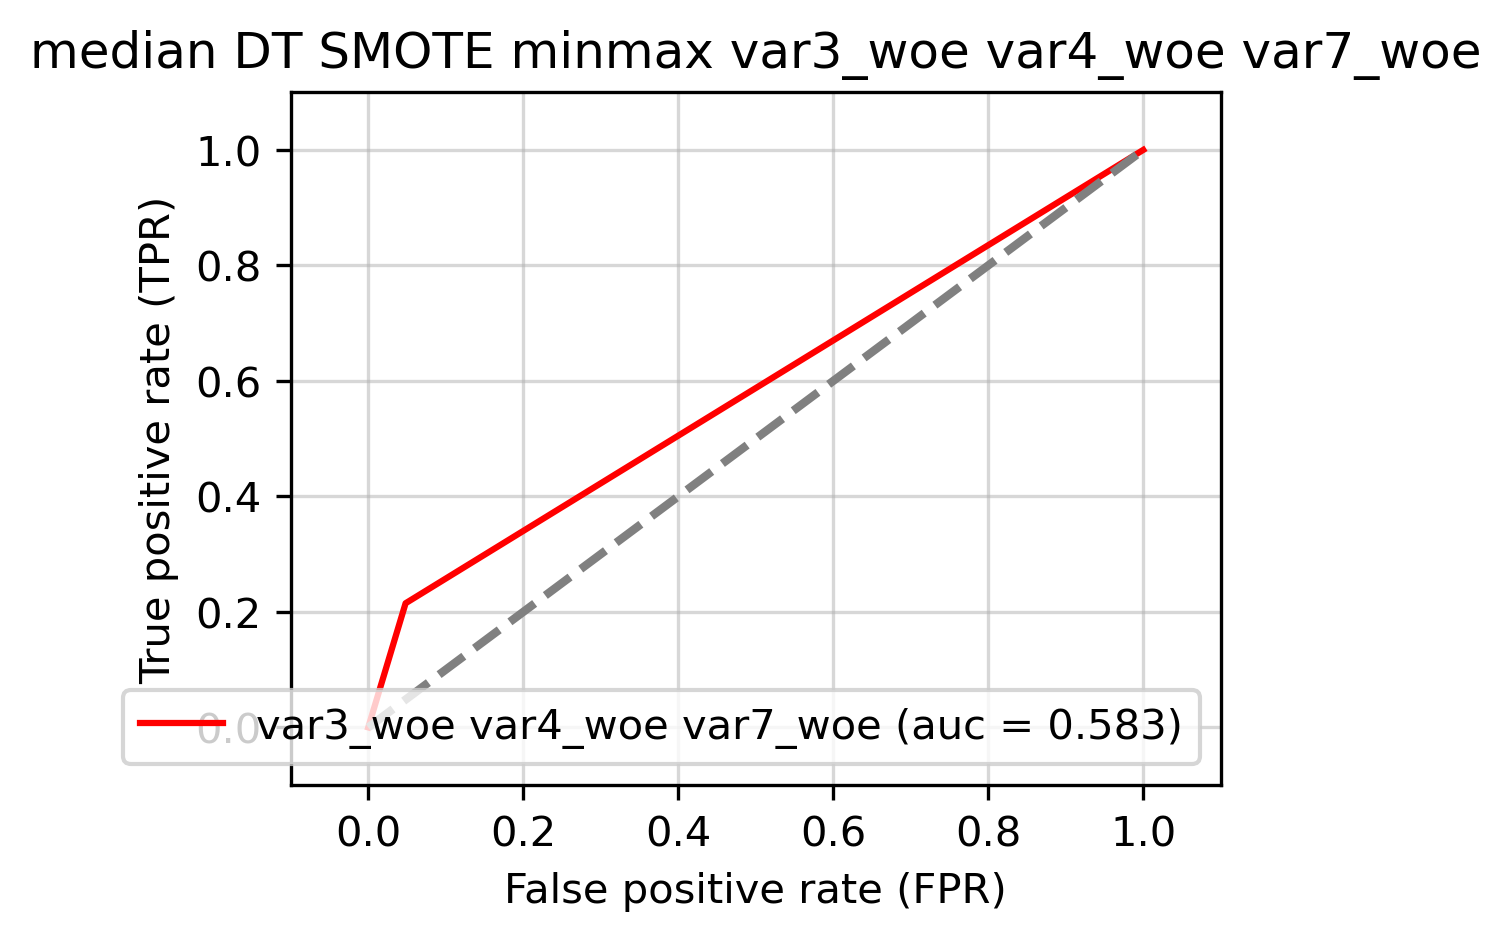 median DT SMOTE minmax var3_woe var4_woe var7_woe
True positive rate (TPR)
1.0
0.8
0.6
0.4
0.2
0.0
var3_woe var4_woe var7_woe (auc = 0.583)
0.0 0.2 0.4 0.6 0.8 1.0
False positive rate (FPR)